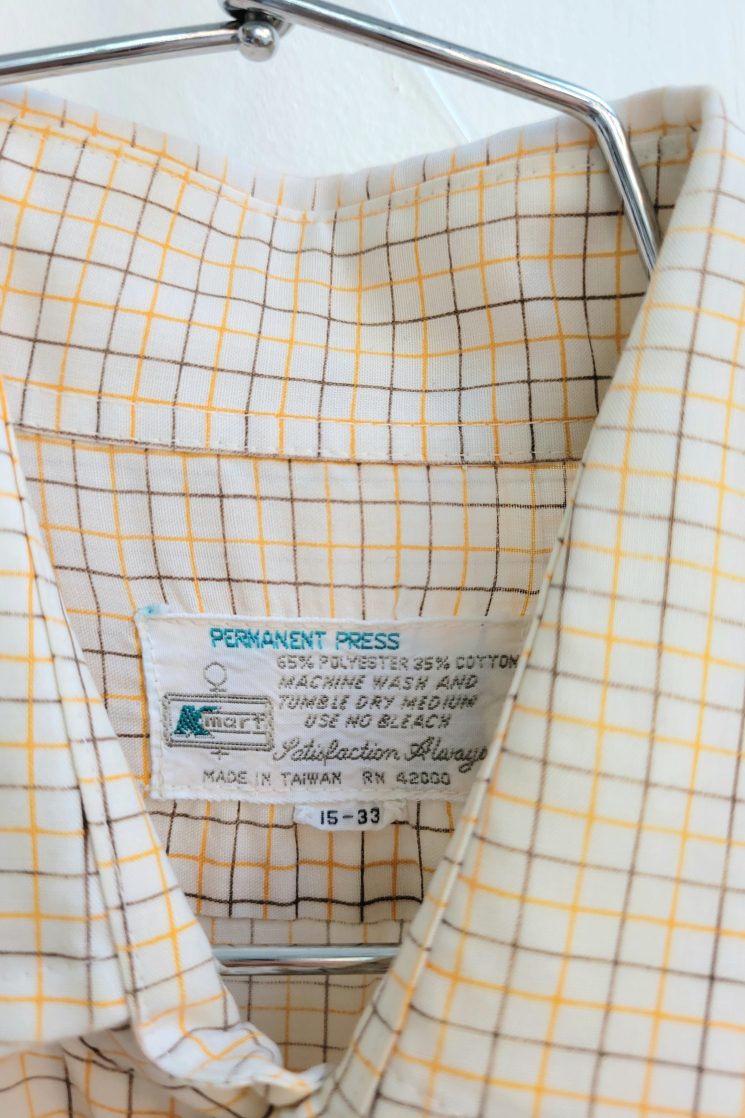 PERMANENT PRESS
65% POLYESTER 35% COTTON
MACHINE WASH AND
TUMBLE DRY MEDIUM
USE NO BLEACH
Kmart
Satisfaction Always
MADE IN TAIWAN RN 42000
15-33